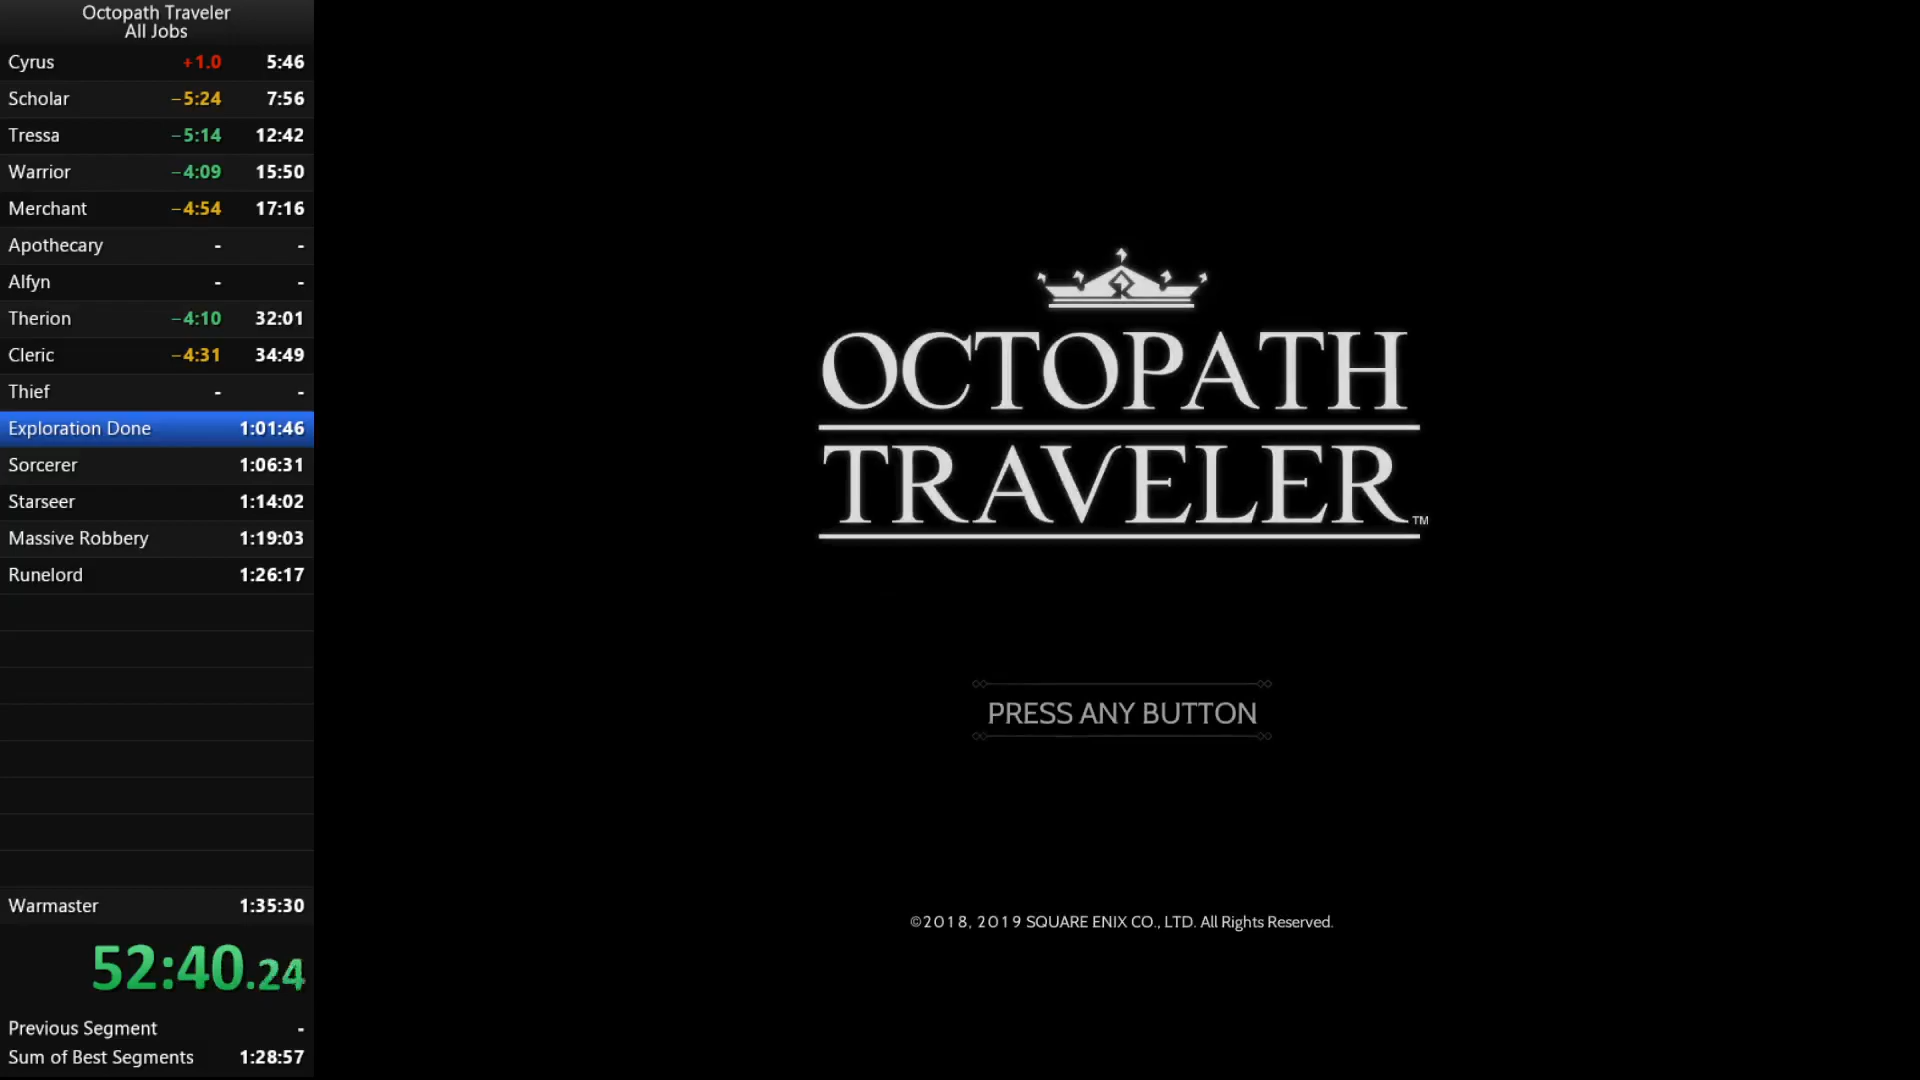 Octopath Traveler
All Jobs
Cyrus +1.0 5:46
Scholar −5:24 7:56
Tressa −5:14 12:42
Warrior −4:09 15:50
Merchant −4:54 17:16
Apothecary - -
Alfyn - -
Therion −4:10 32:01
Cleric −4:31 34:49
Thief - -
Exploration Done 1:01:46
Sorcerer 1:06:31
Starseer 1:14:02
Massive Robbery 1:19:03
Runelord 1:26:17
Warmaster 1:35:30
52:40.24
Previous Segment -
Sum of Best Segments 1:28:57
OCTOPATH
TRAVELER™
PRESS ANY BUTTON
©2018, 2019 SQUARE ENIX CO., LTD. All Rights Reserved.